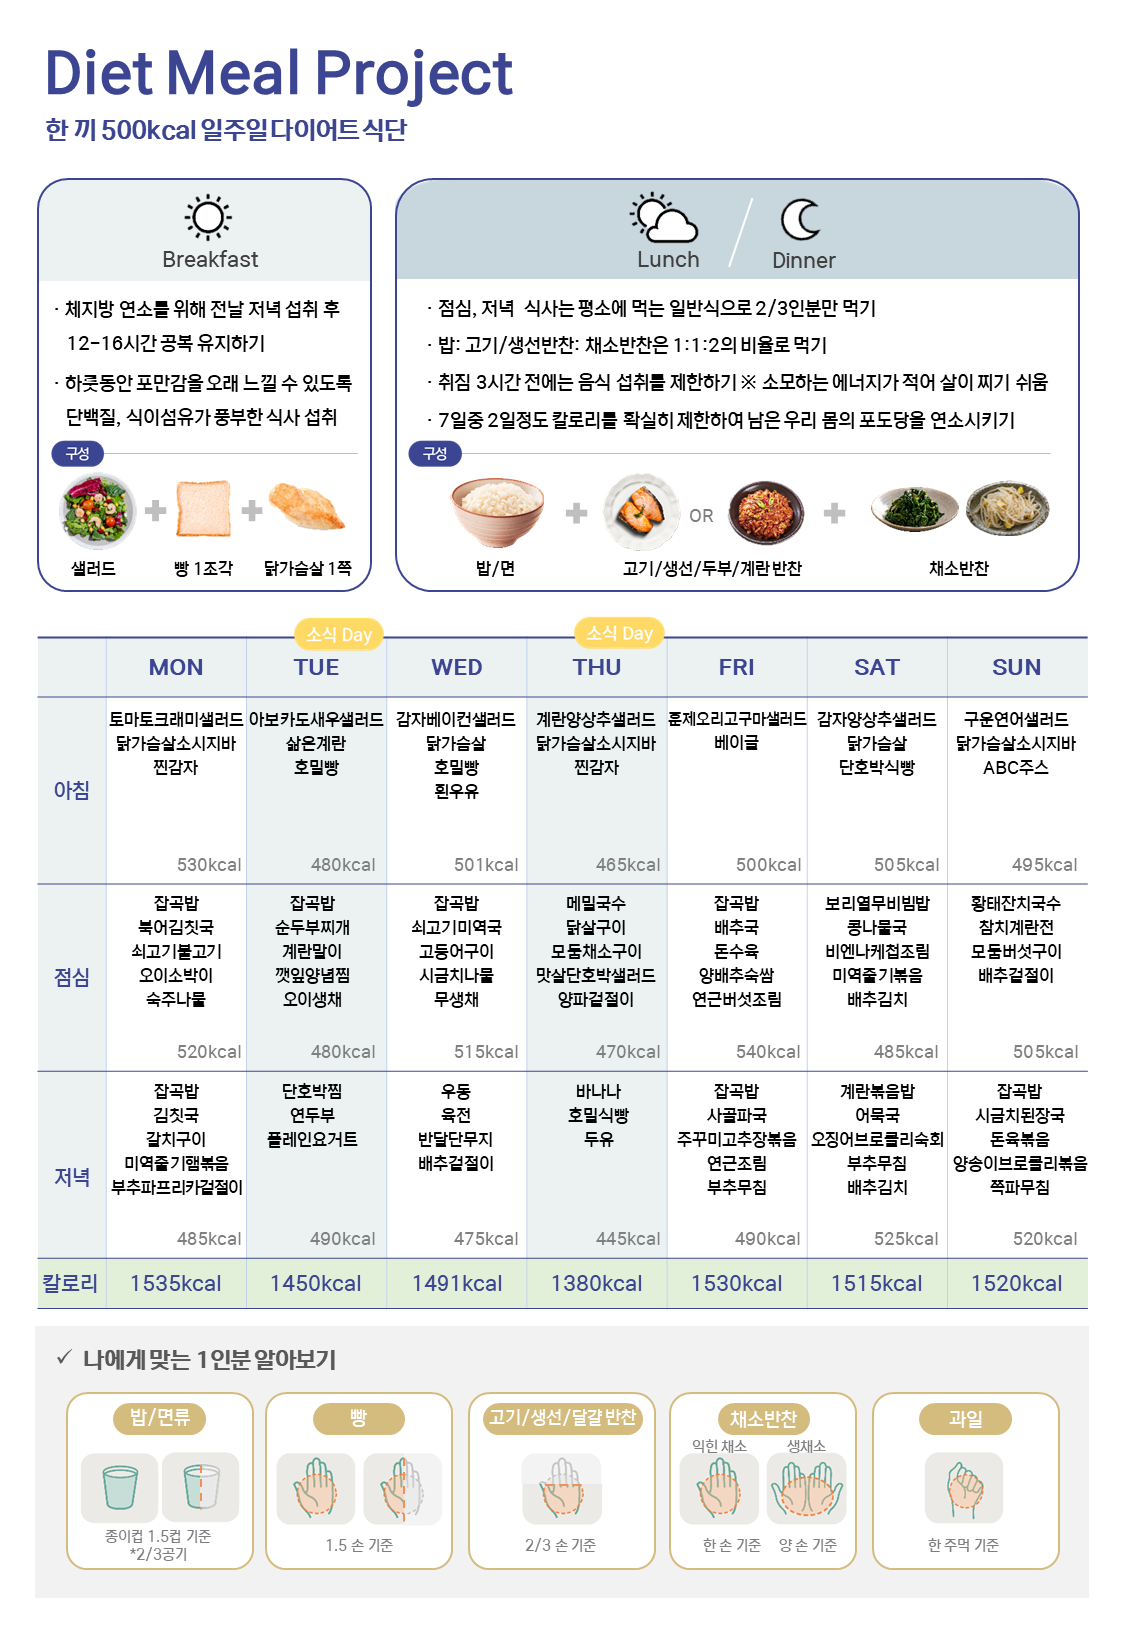 Diet Meal Project
한 끼 500kcal 일주일 다이어트 식단
Breakfast
· 체지방 연소를 위해 전날 저녁 섭취 후
12-16시간 공복 유지하기
· 하룻동안 포만감을 오래 느낄 수 있도록
단백질, 식이섬유가 풍부한 식사 섭취
구성
샐러드
빵 1조각
닭가슴살 1쪽
Lunch
Dinner
· 점심, 저녁 식사는 평소에 먹는 일반식으로 2/3인분만 먹기
· 밥: 고기/생선반찬: 채소반찬은 1:1:2의 비율로 먹기
· 취짐 3시간 전에는 음식 섭취를 제한하기 ※ 소모하는 에너지가 적어 살이 찌기 쉬움
· 7일중 2일정도 칼로리를 확실히 제한하여 남은 우리 몸의 포도당을 연소시키기
구성
OR
밥/면
고기/생선/두부/계란 반찬
채소반찬
소식 Day
소식 Day
MON
TUE
WED
THU
FRI
SAT
SUN
아침
토마토크래미샐러드
닭가슴살소시지바
찐감자
530kcal
아보카도새우샐러드
삶은계란
호밀빵
480kcal
감자베이컨샐러드
닭가슴살
호밀빵
흰우유
501kcal
계란양상추샐러드
닭가슴살소시지바
찐감자
465kcal
훈제오리고구마샐러드
베이글
500kcal
감자양상추샐러드
닭가슴살
단호박식빵
505kcal
구운연어샐러드
닭가슴살소시지바
ABC주스
495kcal
점심
잡곡밥
북어김칫국
쇠고기불고기
오이소박이
숙주나물
520kcal
잡곡밥
순두부찌개
계란말이
깻잎양념찜
오이생채
480kcal
잡곡밥
쇠고기미역국
고등어구이
시금치나물
무생채
515kcal
메밀국수
닭살구이
모둠채소구이
맛살단호박샐러드
양파겉절이
470kcal
잡곡밥
배추국
돈수육
양배추숙쌈
연근버섯조림
540kcal
보리열무비빔밥
콩나물국
비엔나케첩조림
미역줄기볶음
배추김치
485kcal
황태잔치국수
참치계란전
모둠버섯구이
배추겉절이
505kcal
저녁
잡곡밥
김칫국
갈치구이
미역줄기햄볶음
부추파프리카겉절이
485kcal
단호박찜
연두부
플레인요거트
490kcal
우동
육전
반달단무지
배추겉절이
475kcal
바나나
호밀식빵
두유
445kcal
잡곡밥
사골파국
주꾸미고추장볶음
연근조림
부추무침
490kcal
계란볶음밥
어묵국
오징어브로콜리숙회
부추무침
배추김치
525kcal
잡곡밥
시금치된장국
돈육볶음
양송이브로콜리볶음
쪽파무침
520kcal
칼로리
1535kcal
1450kcal
1491kcal
1380kcal
1530kcal
1515kcal
1520kcal
✓ 나에게 맞는 1인분 알아보기
밥/면류
종이컵 1.5컵 기준
*2/3공기
빵
1.5 손 기준
고기/생선/달걀 반찬
2/3 손 기준
채소반찬
익힌 채소
생채소
한 손 기준
양 손 기준
과일
한 주먹 기준